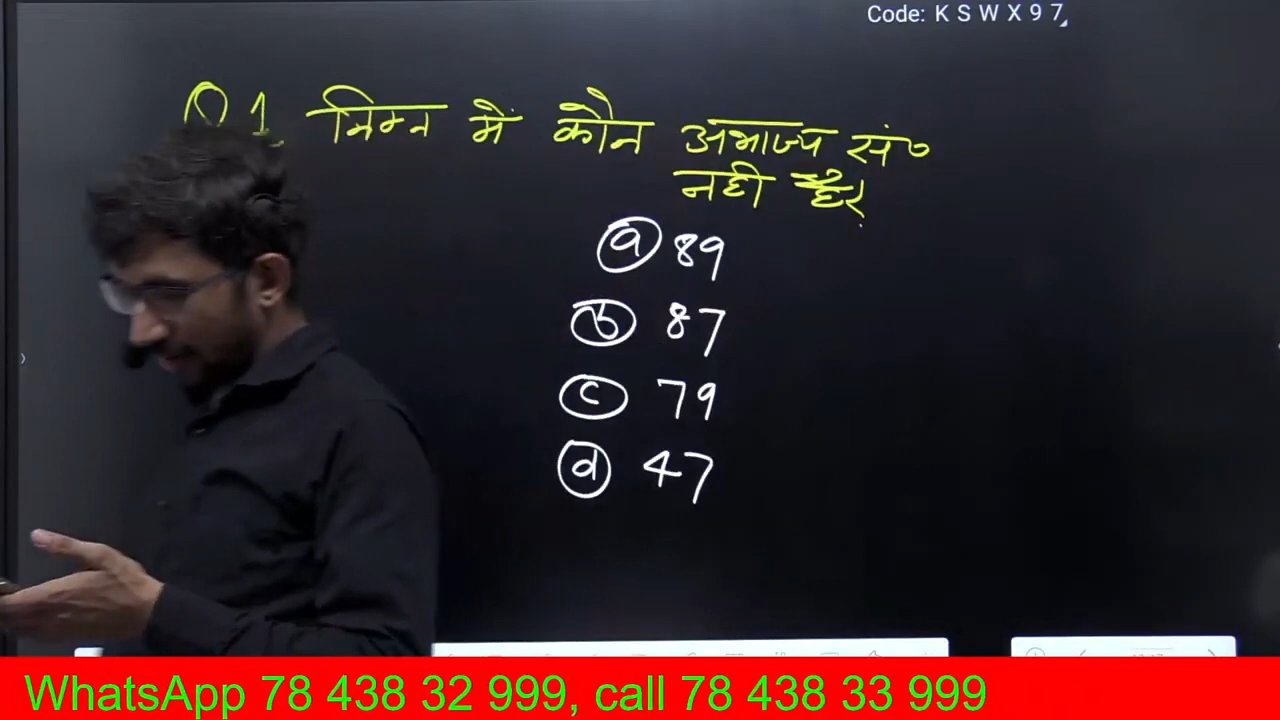 Code: K S W X 9 7
Q 1. निम्न में कौन अभाज्य सं०
नही है
(a) 89
(b) 87
(c) 79
(d) 47
WhatsApp 78 438 32 999, call 78 438 33 999